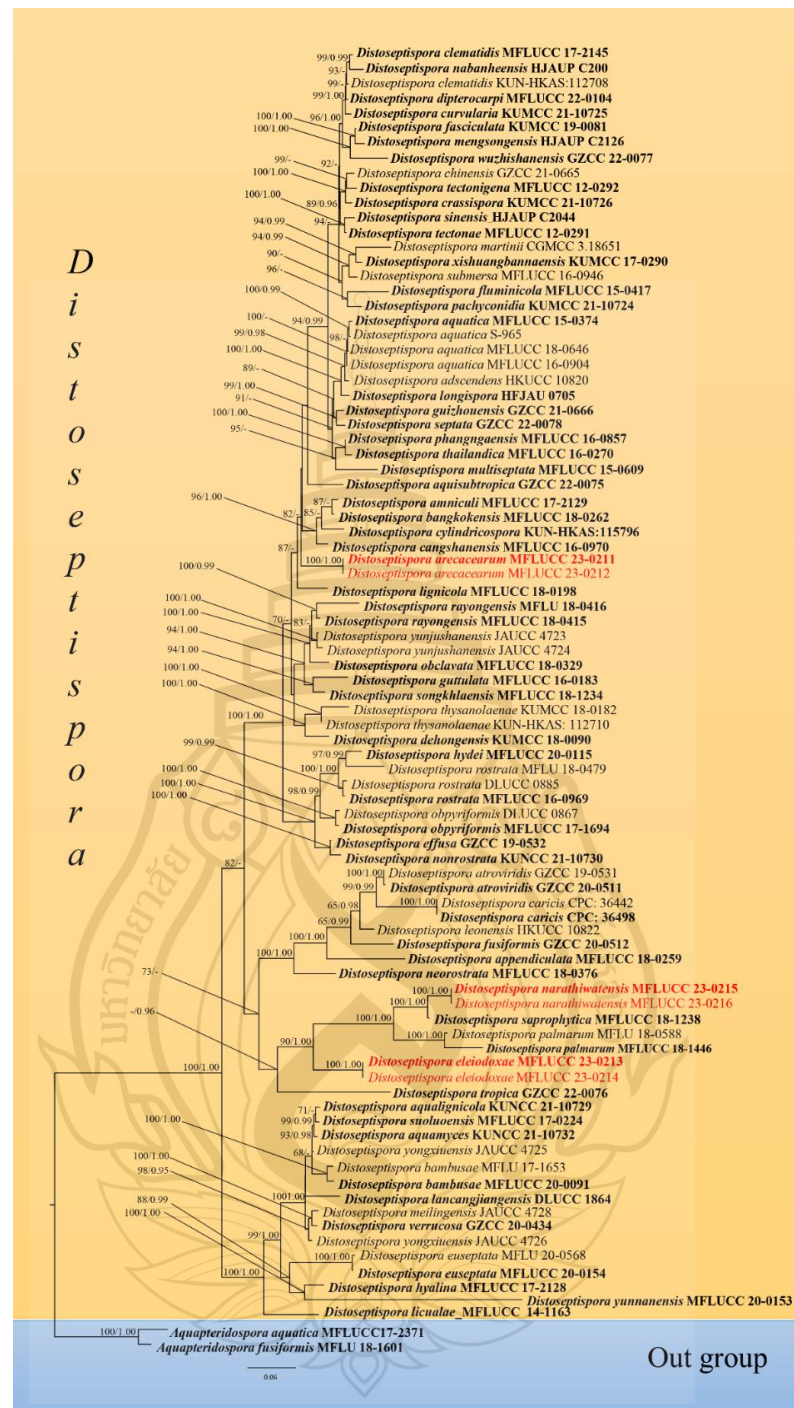 Distoseptispora
99/0.99
Distoseptispora clematidis MFLUCC 17-2145
93/-
Distoseptispora nabanheensis HJAUP C200
99/-
Distoseptispora clematidis KUN-HKAS:112708
99/1.00
Distoseptispora dipterocarpi MFLUCC 22-0104
96/1.00
Distoseptispora curvularia KUMCC 21-10725
100/1.00
Distoseptispora fasciculata KUMCC 19-0081
100/1.00
Distoseptispora mengsongensis HJAUP C2126
92/-
Distoseptispora wuzhishanensis GZCC 22-0077
99/-
Distoseptispora chinensis GZCC 21-0665
Distoseptispora tectonigena MFLUCC 12-0292
100/1.00
Distoseptispora crassispora KUMCC 21-10726
89/0.96
Distoseptispora sinensis_HJAUP C2044
94/0.99
94/-
Distoseptispora tectonae MFLUCC 12-0291
94/0.99
Distoseptispora martinii CGMCC 3.18651
90/-
Distoseptispora xishuangbannaensis KUMCC 17-0290
96/-
Distoseptispora submersa MFLUCC 16-0946
100/0.99
Distoseptispora fluminicola MFLUCC 15-0417
Distoseptispora pachyconidia KUMCC 21-10724
100/-
94/0.99
Distoseptispora aquatica MFLUCC 15-0374
99/0.98
98/-
Distoseptispora aquatica S-965
100/1.00
Distoseptispora aquatica MFLUCC 18-0646
Distoseptispora aquatica MFLUCC 16-0904
89/-
Distoseptispora adscendens HKUCC 10820
99/1.00
Distoseptispora longispora HFJAU 0705
91/-
Distoseptispora guizhouensis GZCC 21-0666
100/1.00
Distoseptispora septata GZCC 22-0078
95/-
Distoseptispora phangngaensis MFLUCC 16-0857
Distoseptispora thailandica MFLUCC 16-0270
Distoseptispora multiseptata MFLUCC 15-0609
Distoseptispora aquisubtropica GZCC 22-0075
96/1.00
87/-
Distoseptispora amniculi MFLUCC 17-2129
82/-
85/-
Distoseptispora bangkokensis MFLUCC 18-0262
Distoseptispora cylindricospora KUN-HKAS:115796
87/-
Distoseptispora cangshanensis MFLUCC 16-0970
100/1.00
Distoseptispora arecacearum MFLUCC 23-0211
100/0.99
Distoseptispora arecacearum MFLUCC 23-0212
Distoseptispora lignicola MFLUCC 18-0198
100/1.00
Distoseptispora rayongensis MFLU 18-0416
100/1.00
70/-
83/-
Distoseptispora rayongensis MFLUCC 18-0415
94/1.00
Distoseptispora yunjushanensis JAUCC 4723
94/1.00
Distoseptispora yunjushanensis JAUCC 4724
100/1.00
Distoseptispora obclavata MFLUCC 18-0329
100/1.00
Distoseptispora guttulata MFLUCC 16-0183
Distoseptispora songkhlaensis MFLUCC 18-1234
Distoseptispora thysanolaenae KUMCC 18-0182
100/1.00
Distoseptispora thysanolaenae KUN-HKAS: 112710
99/0.99
Distoseptispora dehongensis KUMCC 18-0090
97/0.99
Distoseptispora hydei MFLUCC 20-0115
100/1.00
100/1.00
Distoseptispora rostrata MFLU 18-0479
100/1.00
98/0.99
Distoseptispora rostrata DLUCC 0885
100/1.00
Distoseptispora rostrata MFLUCC 16-0969
Distoseptispora obpyriformis DLUCC 0867
Distoseptispora obpyriformis MFLUCC 17-1694
Distoseptispora effusa GZCC 19-0532
82/-
Distoseptispora nonrostrata KUNCC 21-10730
100/1.00
Distoseptispora atroviridis GZCC 19-0531
99/0.99
Distoseptispora atroviridis GZCC 20-0511
65/0.98
100/1.00
Distoseptispora caricis CPC: 36442
65/0.99
Distoseptispora caricis CPC: 36498
Distoseptispora leonensis HKUCC 10822
100/1.00
Distoseptispora fusiformis GZCC 20-0512
100/1.00
Distoseptispora appendiculata MFLUCC 18-0259
73/-
Distoseptispora neorostrata MFLUCC 18-0376
100/1.00
Distoseptispora narathiwatensis MFLUCC 23-0215
100/1.00
Distoseptispora narathiwatensis MFLUCC 23-0216
-/0.96
100/1.00
Distoseptispora saprophytica MFLUCC 18-1238
100/1.00
Distoseptispora palmarum MFLU 18-0588
90/1.00
Distoseptispora palmarum MFLUCC 18-1446
100/1.00
100/1.00
Distoseptispora eleiodoxae MFLUCC 23-0213
Distoseptispora eleiodoxae MFLUCC 23-0214
Distoseptispora tropica GZCC 22-0076
71/-
Distoseptispora aqualignicola KUNCC 21-10729
100/1.00
99/0.99
Distoseptispora suoluoensis MFLUCC 17-0224
93/0.98
Distoseptispora aquamyces KUNCC 21-10732
100/1.00
68/-
Distoseptispora yongxiuensis JAUCC 4725
98/0.95
Distoseptispora bambusae MFLU 17-1653
Distoseptispora bambusae MFLUCC 20-0091
88/0.99
1001.00
Distoseptispora lancangjiangensis DLUCC 1864
100/1.00
Distoseptispora meilingensis JAUCC 4728
Distoseptispora verrucosa GZCC 20-0434
99/1.00
Distoseptispora yongxiuensis JAUCC 4726
100/1.00
Distoseptispora euseptata MFLU 20-0568
100/1.00
Distoseptispora euseptata MFLUCC 20-0154
Distoseptispora hyalina MFLUCC 17-2128
Distoseptispora yunnanensis MFLUCC 20-0153
Distoseptispora licualae_MFLUCC 14-1163
100/1.00
Aquapteridospora aquatica MFLUCC17-2371
Aquapteridospora fusiformis MFLU 18-1601
Out group
0.06